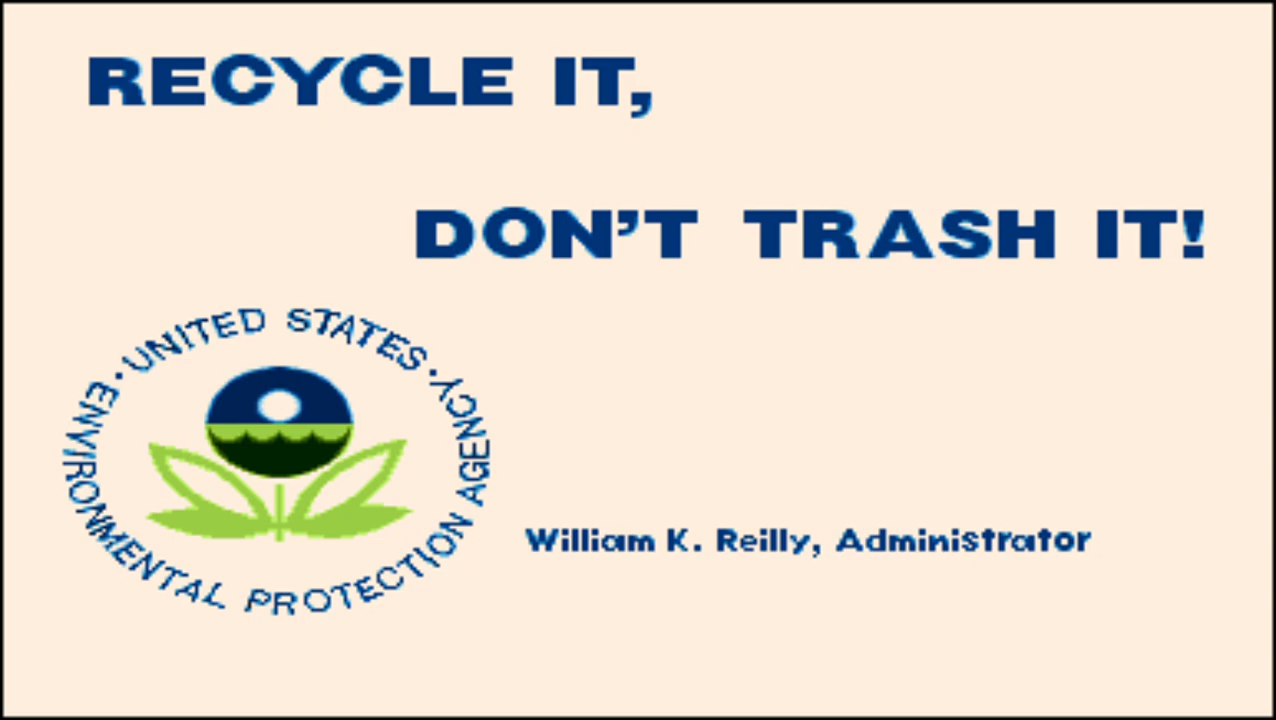 RECYCLE IT,
DON'T TRASH IT!
· UNITED STATES ·
ENVIRONMENTAL PROTECTION AGENCY
William K. Reilly, Administrator